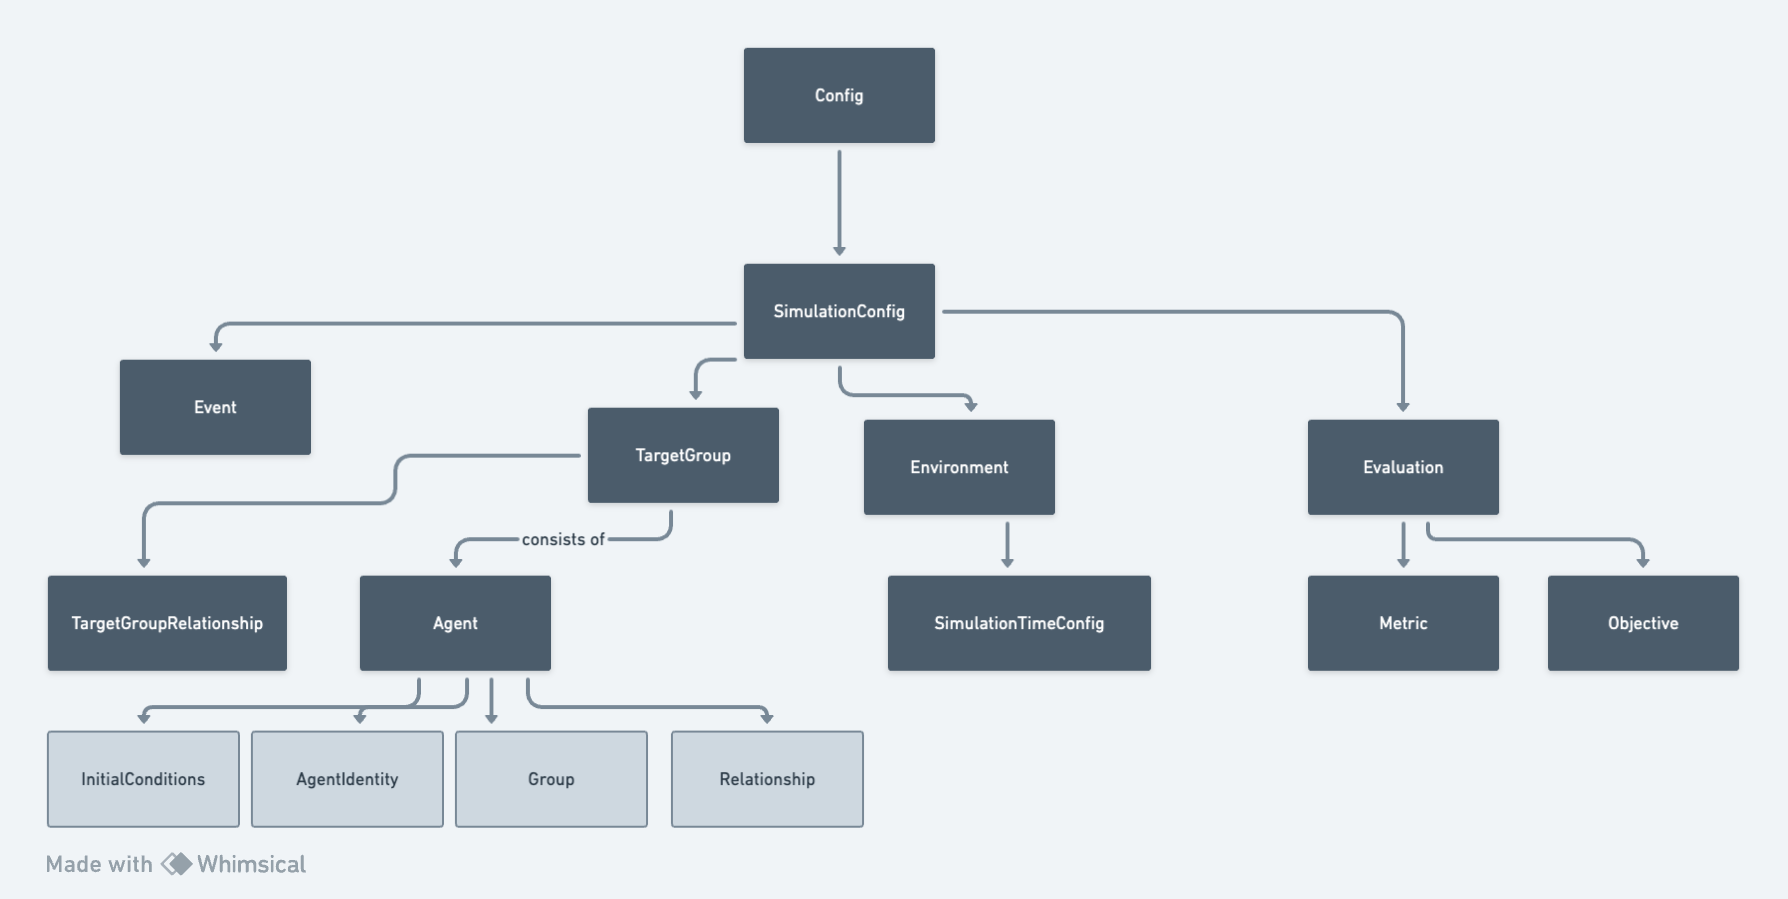 Config
SimulationConfig
Event
TargetGroup
Environment
Evaluation
consists of
TargetGroupRelationship
Agent
SimulationTimeConfig
Metric
Objective
InitialConditions
AgentIdentity
Group
Relationship
Made with Whimsical